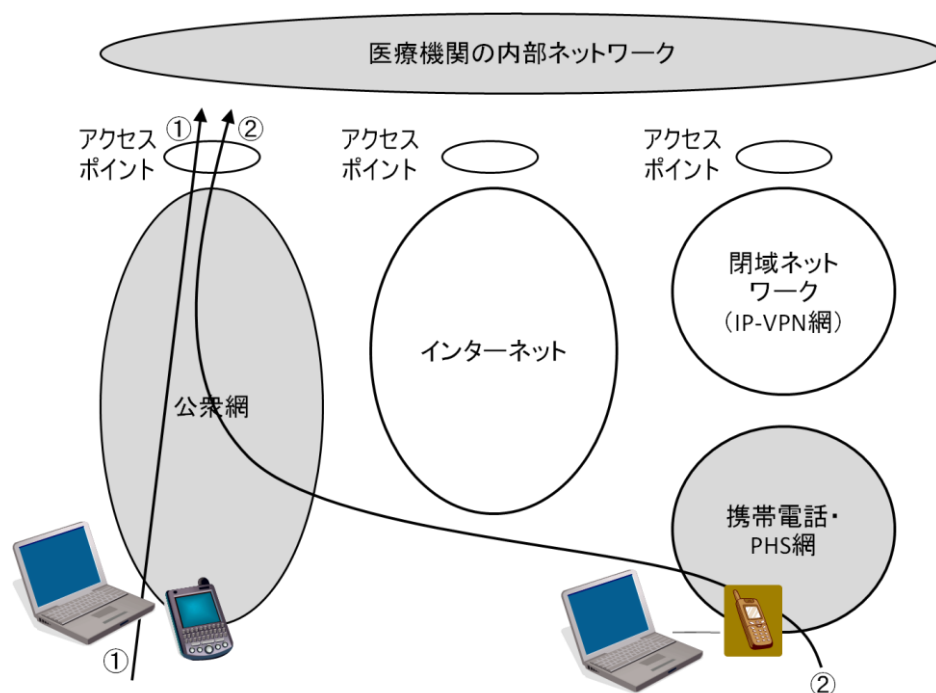 医療機関の内部ネットワーク
①
②
アクセス
ポイント
アクセス
ポイント
アクセス
ポイント
公衆網
インターネット
閉域ネット
ワーク
(IP-VPN網)
携帯電話・
PHS網
①
②